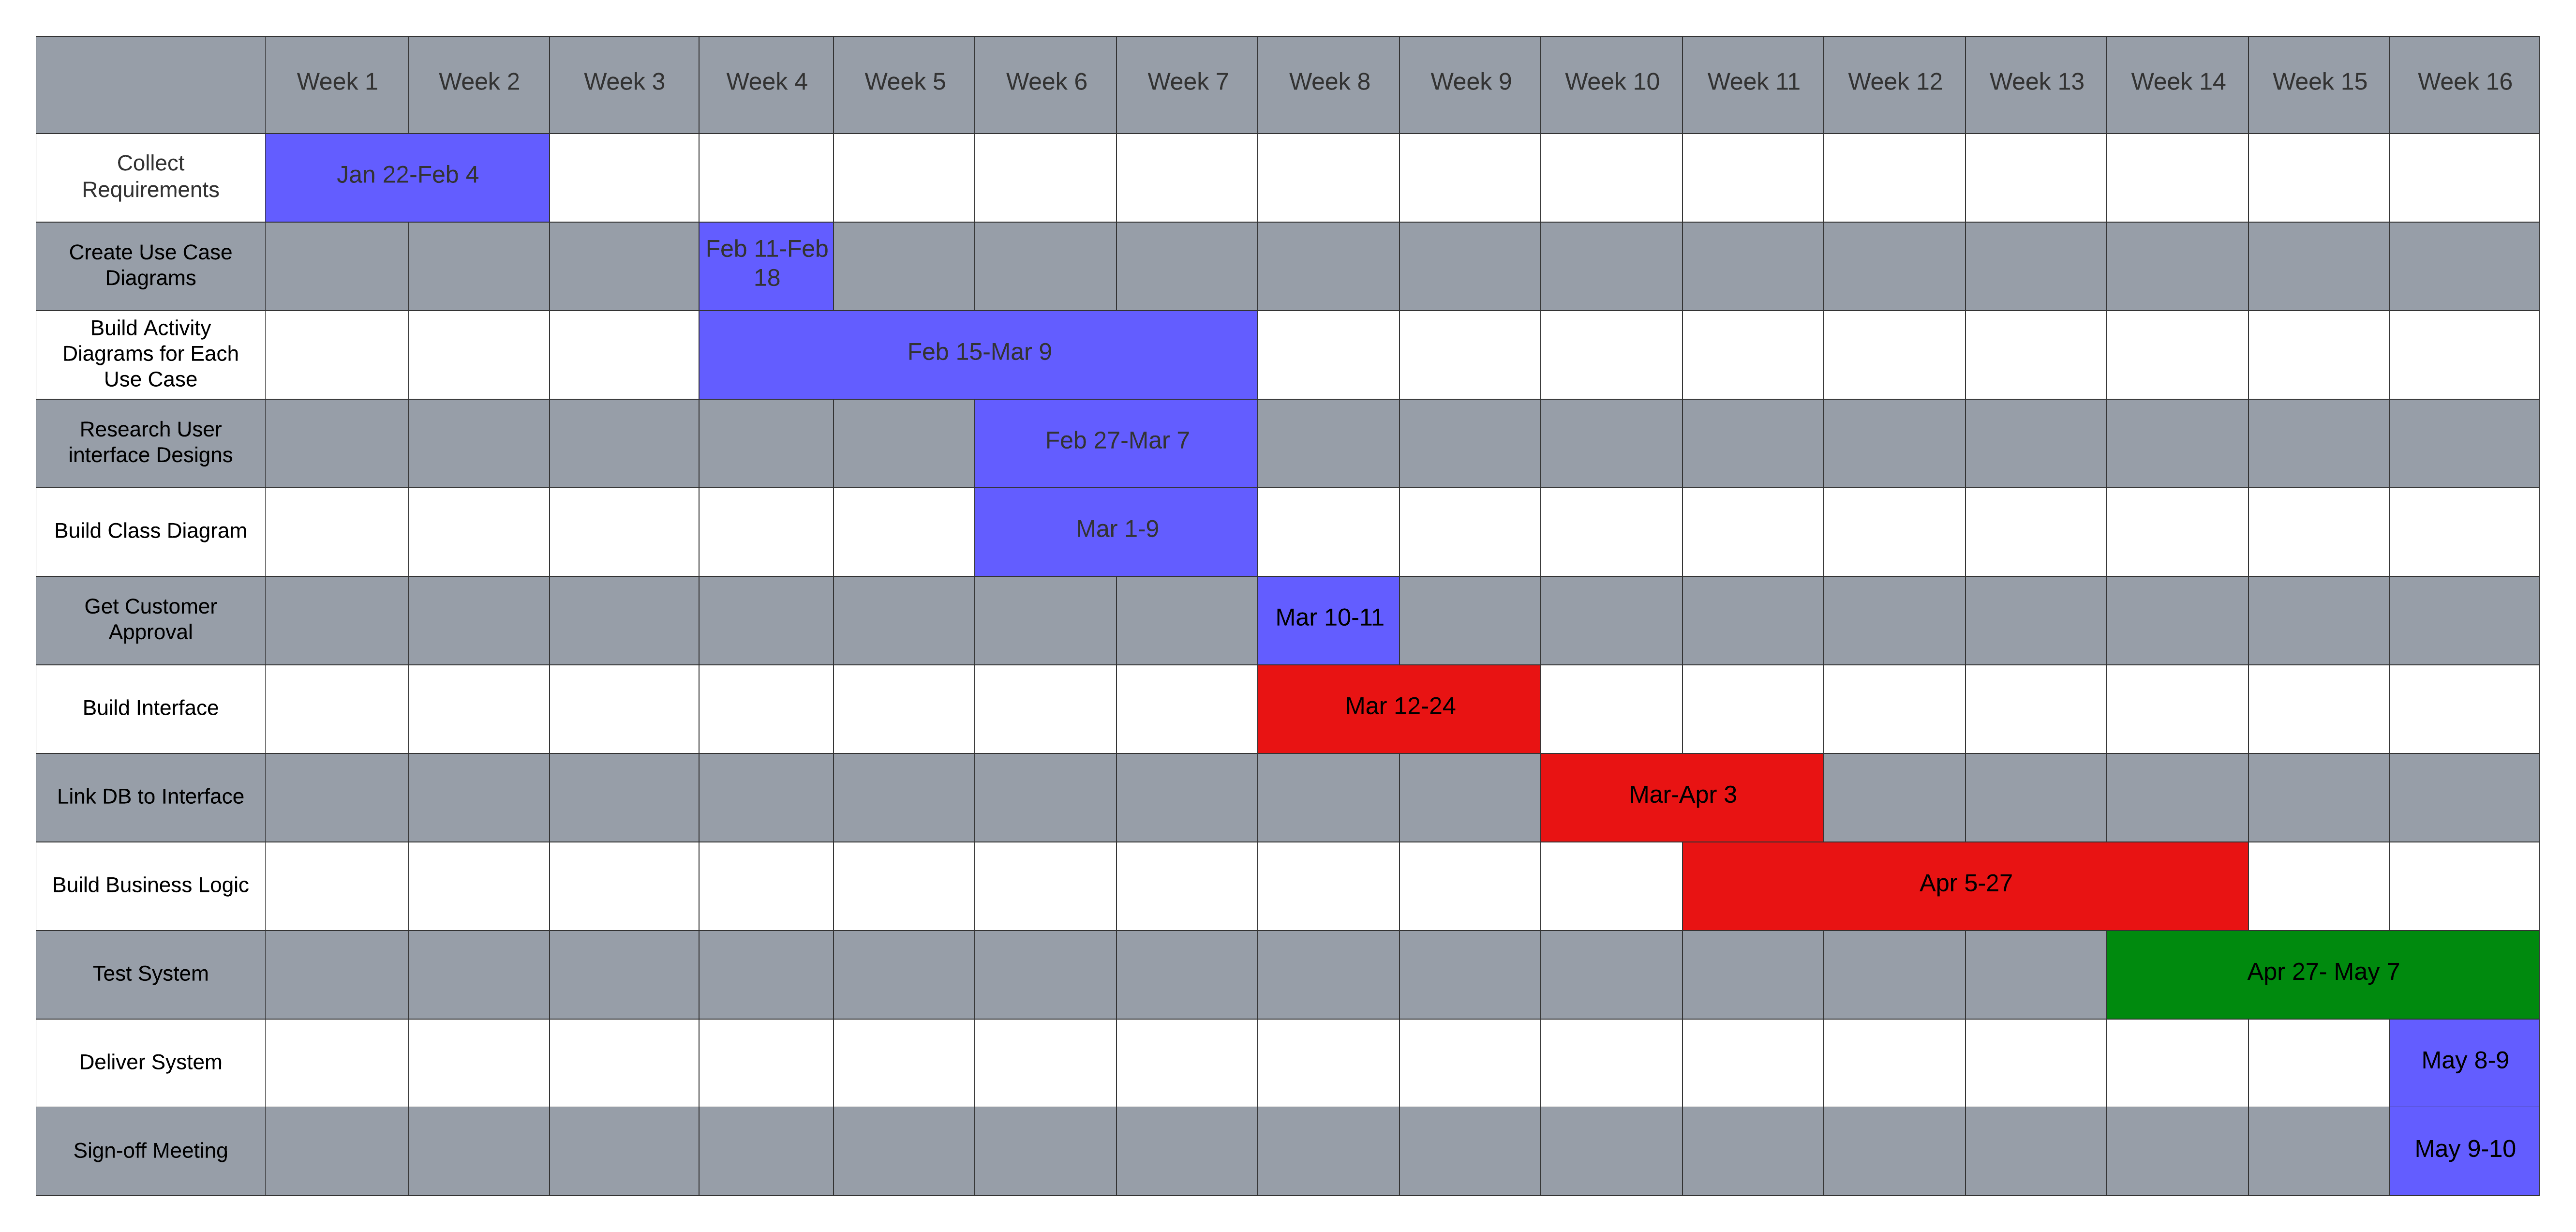 Week 1 Week 2 Week 3 Week 4 Week 5 Week 6 Week 7 Week 8 Week 9 Week 10 Week 11 Week 12 Week 13 Week 14 Week 15 Week 16
Collect
Requirements
Jan 22-Feb 4
Create Use Case
Diagrams
Feb 11-Feb
18
Build Activity
Diagrams for Each
Use Case
Feb 15-Mar 9
Research User
interface Designs
Feb 27-Mar 7
Build Class Diagram
Mar 1-9
Get Customer
Approval
Mar 10-11
Build Interface
Mar 12-24
Link DB to Interface
Mar-Apr 3
Build Business Logic
Apr 5-27
Test System
Apr 27- May 7
Deliver System
May 8-9
Sign-off Meeting
May 9-10